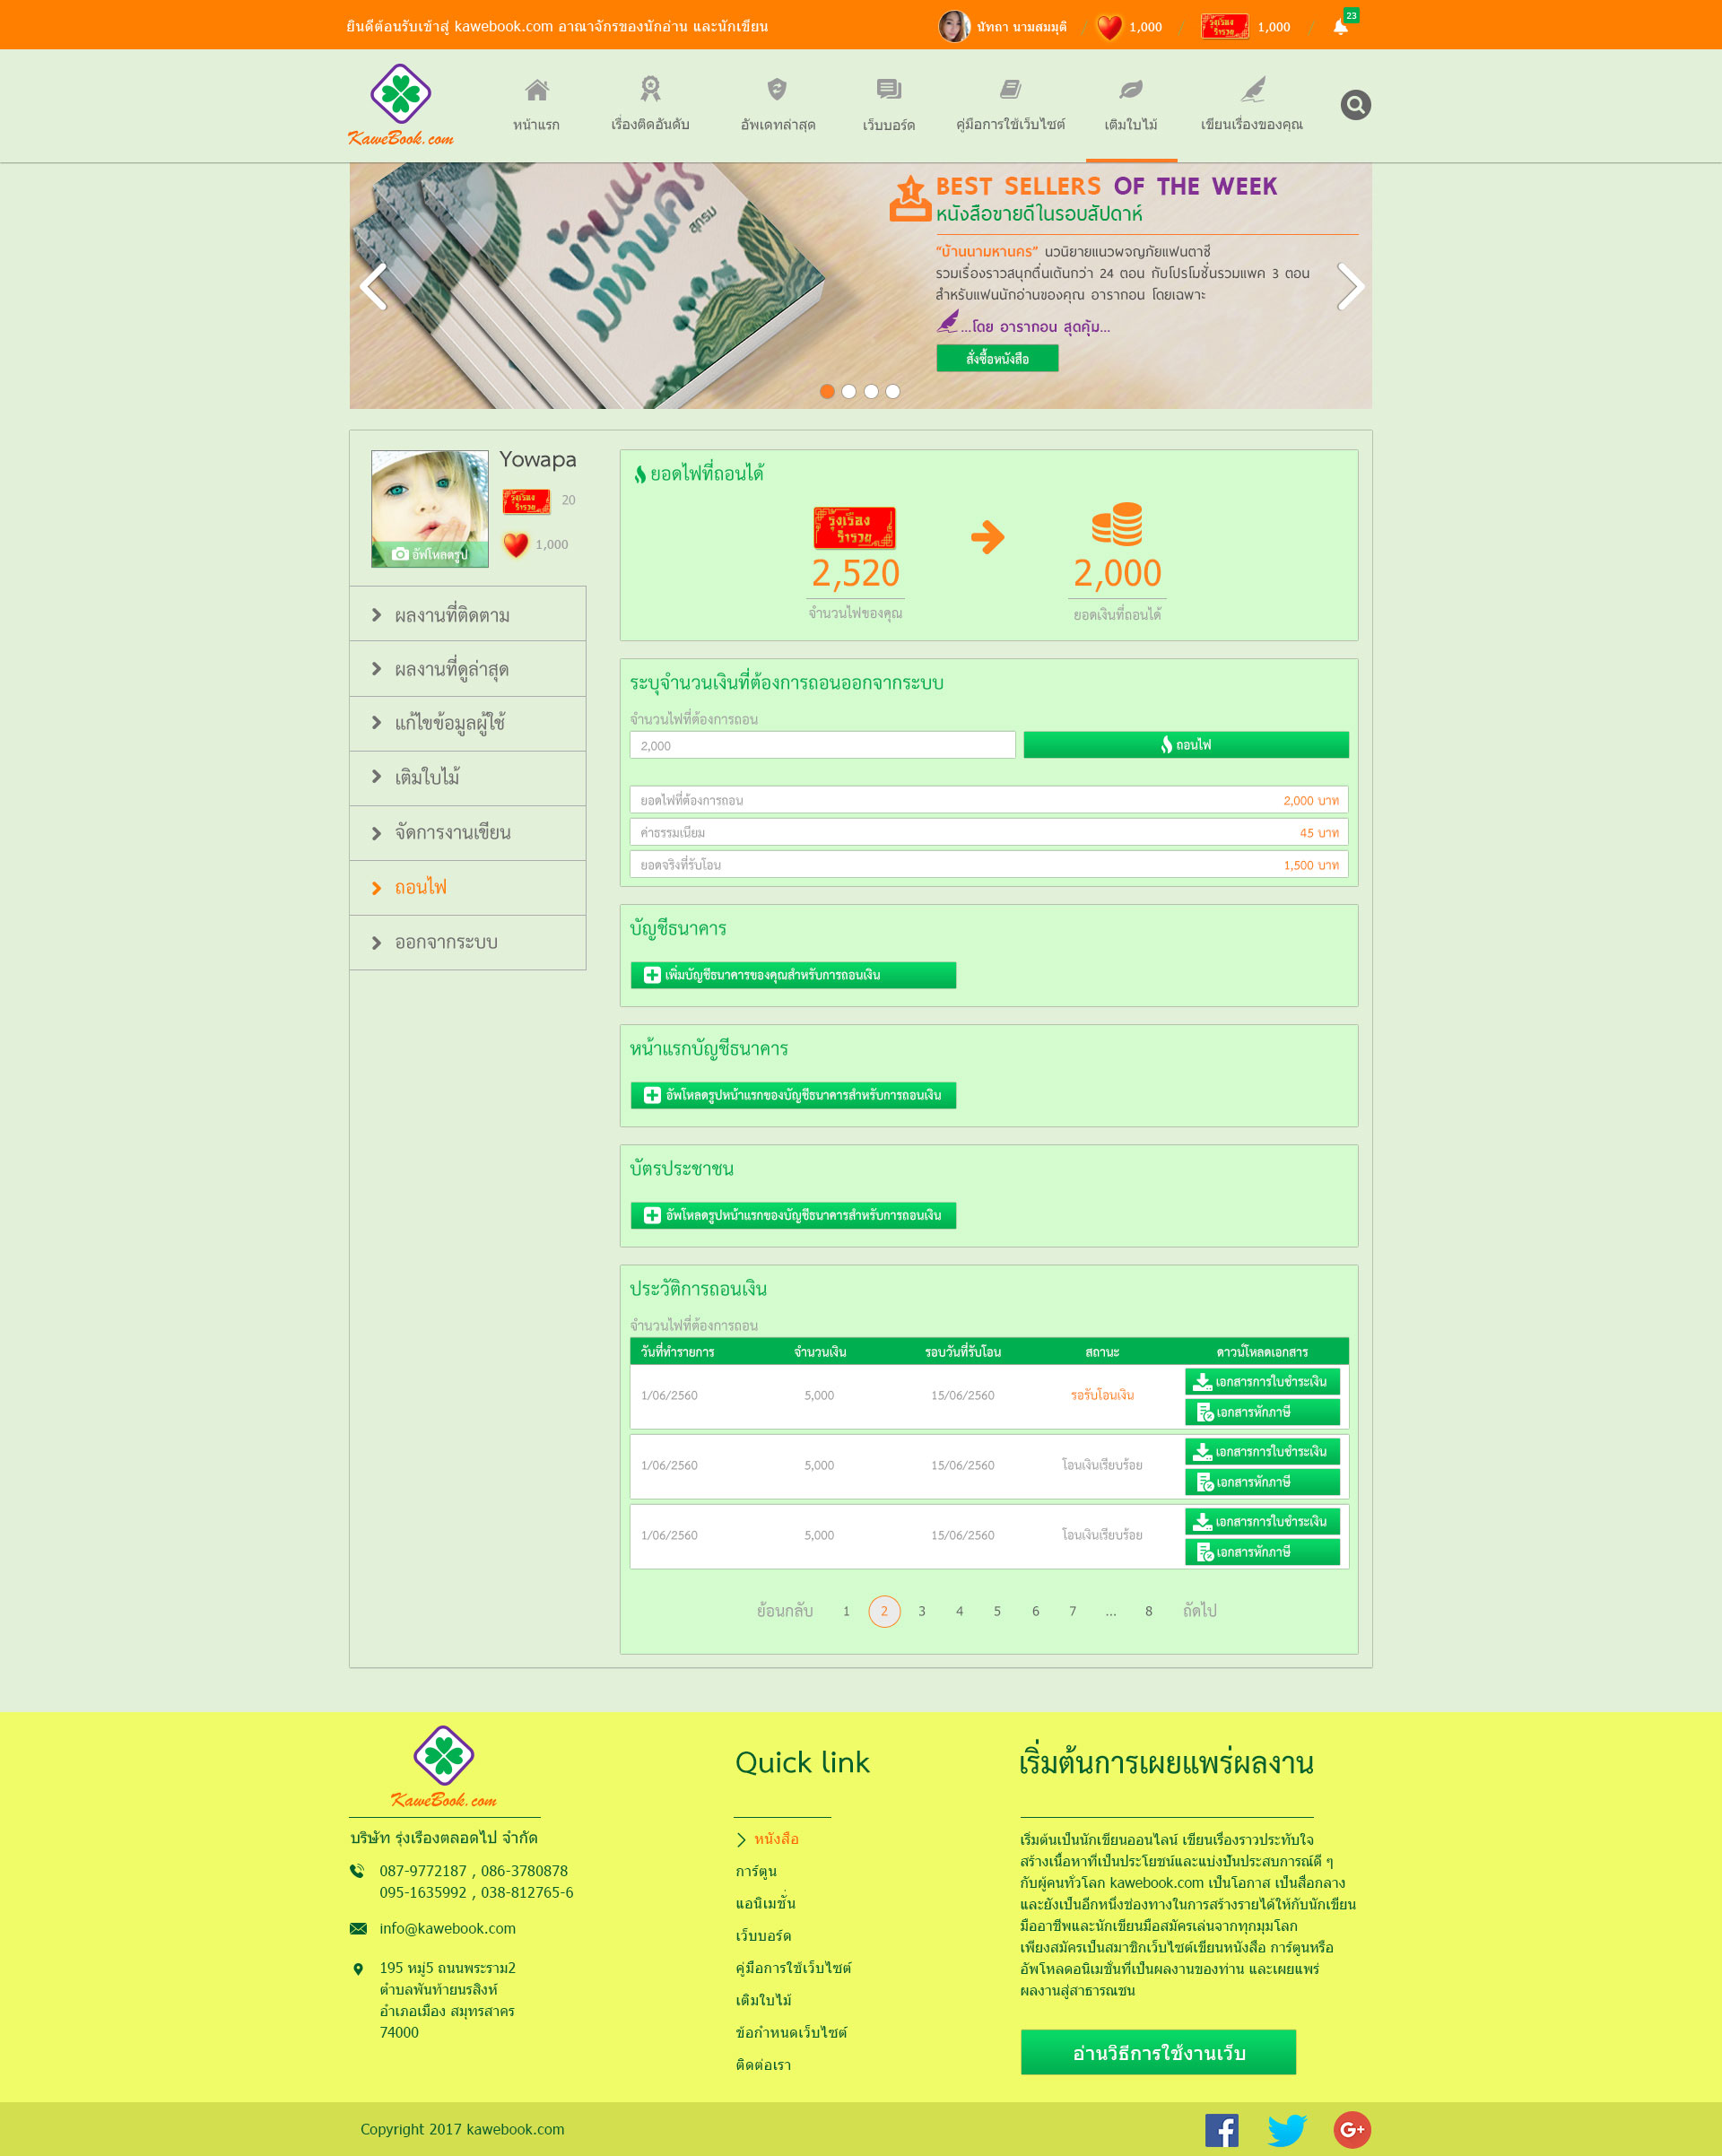 ยินดีต้อนรับเข้าสู่ kawebook.com อาณาจักรของนักอ่าน และนักเขียน
นัทถา นามสมมุติ / 1,000 / รุ่งเรือง ร่ำรวย 1,000 / 23
KaweBook.com
หน้าแรก
เรื่องติดอันดับ
อัพเดทล่าสุด
เว็บบอร์ด
คู่มือการใช้เว็บไซต์
เติมใบไม้
เขียนเรื่องของคุณ
บ้านนาม
มหานคร
สุกรม
1
BEST SELLERS OF THE WEEK
หนังสือขายดีในรอบสัปดาห์
“บ้านนามหานคร” นวนิยายแนวผจญภัยแฟนตาซี
รวมเรื่องราวสนุกตื่นเต้นกว่า 24 ตอน กับโปรโมชั่นรวมแพค 3 ตอน
สำหรับแฟนนักอ่านของคุณ อารากอน โดยเฉพาะ
...โดย อารากอน สุดคุ้ม...
สั่งซื้อหนังสือ
Yowapa
รุ่งเรือง ร่ำรวย 20
1,000
อัพโหลดรูป
ผลงานที่ติดตาม
ผลงานที่ดูล่าสุด
แก้ไขข้อมูลผู้ใช้
เติมใบไม้
จัดการงานเขียน
ถอนไฟ
ออกจากระบบ
ยอดไฟที่ถอนได้
รุ่งเรือง
ร่ำรวย
2,520
จำนวนไฟของคุณ
2,000
ยอดเงินที่ถอนได้
ระบุจำนวนเงินที่ต้องการถอนออกจากระบบ
จำนวนไฟที่ต้องการถอน
2,000
ถอนไฟ
ยอดไฟที่ต้องการถอน 2,000 บาท
ค่าธรรมเนียม 45 บาท
ยอดจริงที่รับโอน 1,500 บาท
บัญชีธนาคาร
เพิ่มบัญชีธนาคารของคุณสำหรับการถอนเงิน
หน้าแรกบัญชีธนาคาร
อัพโหลดรูปหน้าแรกของบัญชีธนาคารสำหรับการถอนเงิน
บัตรประชาชน
อัพโหลดรูปหน้าแรกของบัญชีธนาคารสำหรับการถอนเงิน
ประวัติการถอนเงิน
จำนวนไฟที่ต้องการถอน
วันที่ทำรายการ จำนวนเงิน รอบวันที่รับโอน สถานะ ดาวน์โหลดเอกสาร
1/06/2560 5,000 15/06/2560 รอรับโอนเงิน
เอกสารการใบชำระเงิน
เอกสารหักภาษี
1/06/2560 5,000 15/06/2560 โอนเงินเรียบร้อย
เอกสารการใบชำระเงิน
เอกสารหักภาษี
1/06/2560 5,000 15/06/2560 โอนเงินเรียบร้อย
เอกสารการใบชำระเงิน
เอกสารหักภาษี
ย้อนกลับ 1 2 3 4 5 6 7 ... 8 ถัดไป
KaweBook.com
บริษัท รุ่งเรืองตลอดไป จำกัด
087-9772187 , 086-3780878
095-1635992 , 038-812765-6
info@kawebook.com
195 หมู่5 ถนนพระราม2
ตำบลพันท้ายนรสิงห์
อำเภอเมือง สมุทรสาคร
74000
Quick link
หนังสือ
การ์ตูน
แอนิเมชั่น
เว็บบอร์ด
คู่มือการใช้เว็บไซต์
เติมใบไม้
ข้อกำหนดเว็บไซต์
ติดต่อเรา
เริ่มต้นการเผยแพร่ผลงาน
เริ่มต้นเป็นนักเขียนออนไลน์ เขียนเรื่องราวประทับใจ
สร้างเนื้อหาที่เป็นประโยชน์และแบ่งปันประสบการณ์ดี ๆ
กับผู้คนทั่วโลก kawebook.com เป็นโอกาส เป็นสื่อกลาง
และยังเป็นอีกหนึ่งช่องทางในการสร้างรายได้ให้กับนักเขียน
มืออาชีพและนักเขียนมือสมัครเล่นจากทุกมุมโลก
เพียงสมัครเป็นสมาชิกเว็บไซต์เขียนหนังสือ การ์ตูนหรือ
อัพโหลดอนิเมชั่นที่เป็นผลงานของท่าน และเผยแพร่
ผลงานสู่สาธารณชน
อ่านวิธีการใช้งานเว็บ
Copyright 2017 kawebook.com
G+